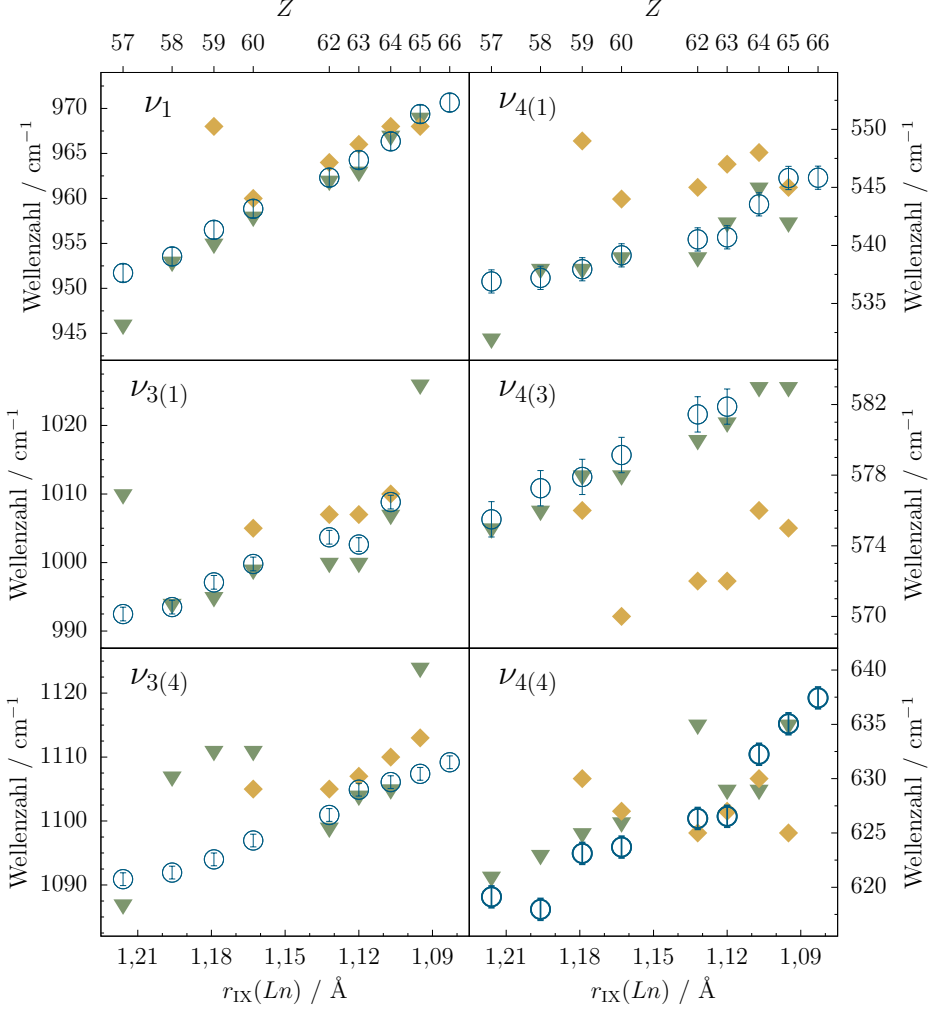 Z Z
57 58 59 60 62 63 64 65 66 57 58 59 60 62 63 64 65 66
ν₁ ν₄₍₁₎
Wellenzahl / cm⁻¹
970
965
960
955
950
945
550
545
540
535
Wellenzahl / cm⁻¹
ν₃₍₁₎ ν₄₍₃₎
Wellenzahl / cm⁻¹
1020
1010
1000
990
582
578
574
570
Wellenzahl / cm⁻¹
ν₃₍₄₎ ν₄₍₄₎
Wellenzahl / cm⁻¹
1120
1110
1100
1090
640
635
630
625
620
Wellenzahl / cm⁻¹
1,21 1,18 1,15 1,12 1,09 1,21 1,18 1,15 1,12 1,09
r_IX(Ln) / Å r_IX(Ln) / Å